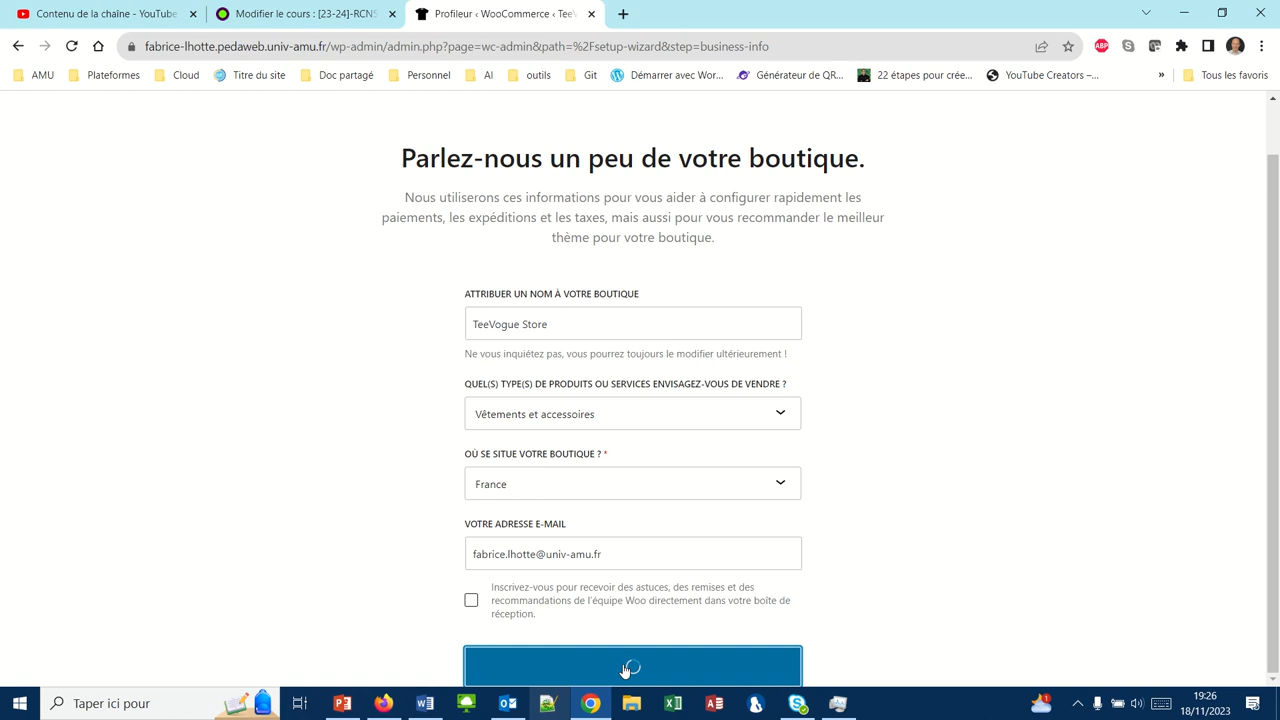 Contenu de la chaîne - YouTube
Modifier le cours : [23-24]-RCNS
Profileur ‹ WooCommerce ‹ TeeV
fabrice-lhotte.pedaweb.univ-amu.fr/wp-admin/admin.php?page=wc-admin&path=%2Fsetup-wizard&step=business-info
AMU
Plateformes
Cloud
Titre du site
Doc partagé
Personnel
AI
outils
Git
Démarrer avec Wor...
Générateur de QR...
22 étapes pour crée...
YouTube Creators –...
»
Tous les favoris
Parlez-nous un peu de votre boutique.
Nous utiliserons ces informations pour vous aider à configurer rapidement les
paiements, les expéditions et les taxes, mais aussi pour vous recommander le meilleur
thème pour votre boutique.
ATTRIBUER UN NOM À VOTRE BOUTIQUE
TeeVogue Store
Ne vous inquiétez pas, vous pourrez toujours le modifier ultérieurement !
QUEL(S) TYPE(S) DE PRODUITS OU SERVICES ENVISAGEZ-VOUS DE VENDRE ?
Vêtements et accessoires
OÙ SE SITUE VOTRE BOUTIQUE ? *
France
VOTRE ADRESSE E-MAIL
fabrice.lhotte@univ-amu.fr
Inscrivez-vous pour recevoir des astuces, des remises et des
recommandations de l'équipe Woo directement dans votre boîte de
réception.
Taper ici pour
19:26
18/11/2023